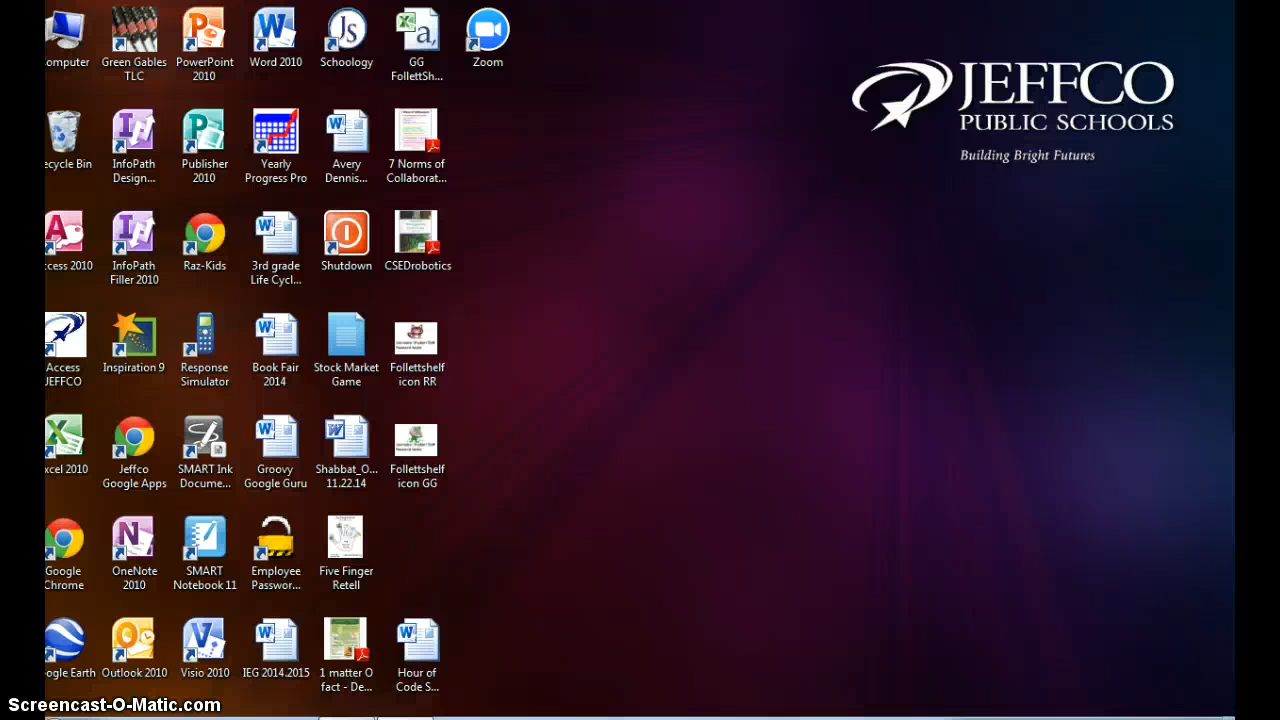 omputer
Green Gables
TLC
PowerPoint
2010
Word 2010
Schoology
GG
FollettSh...
Zoom
JEFFCO
PUBLIC SCHOOLS
Building Bright Futures
ecycle Bin
InfoPath
Design...
Publisher
2010
Yearly
Progress Pro
Avery
Dennis...
7 Norms of
Collaborat...
ccess 2010
InfoPath
Filler 2010
Raz-Kids
3rd grade
Life Cycl...
Shutdown
CSEDrobotics
Access
JEFFCO
Inspiration 9
Response
Simulator
Book Fair
2014
Stock Market
Game
Follettshelf
icon RR
xcel 2010
Jeffco
Google Apps
SMART Ink
Docume...
Groovy
Google Guru
Shabbat_O...
11.22.14
Follettshelf
icon GG
Google
Chrome
OneNote
2010
SMART
Notebook 11
Employee
Passwor...
Five Finger
Retell
ogle Earth
Outlook 2010
Visio 2010
IEG 2014.2015
1 matter O
fact - De...
Hour of
Code S...
Screencast-O-Matic.com